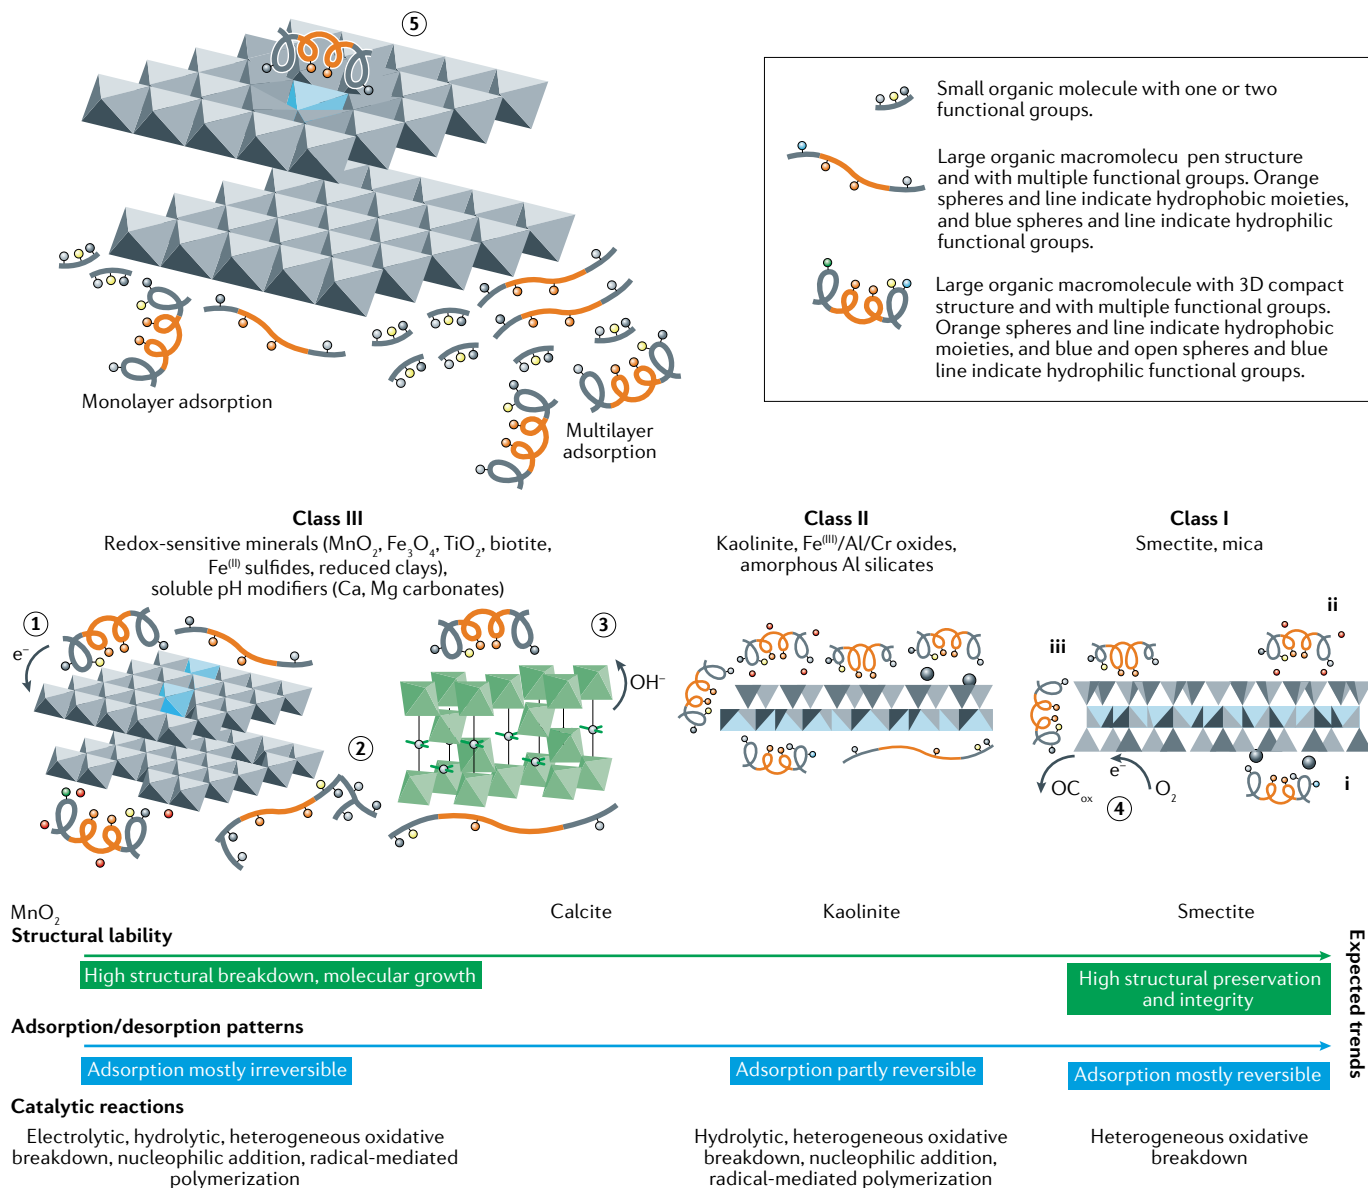 5
Small organic molecule with one or two
functional groups.
Large organic macromolecu pen structure
and with multiple functional groups. Orange
spheres and line indicate hydrophobic moieties,
and blue spheres and line indicate hydrophilic
functional groups.
Large organic macromolecule with 3D compact
structure and with multiple functional groups.
Orange spheres and line indicate hydrophobic
moieties, and blue and open spheres and blue
line indicate hydrophilic functional groups.
Monolayer adsorption
Multilayer
adsorption
Class III
Redox-sensitive minerals (MnO₂, Fe₃O₄, TiO₂, biotite,
Fe⁽ᴵᴵ⁾ sulfides, reduced clays),
soluble pH modifiers (Ca, Mg carbonates)
Class II
Kaolinite, Fe⁽ᴵᴵᴵ⁾/Al/Cr oxides,
amorphous Al silicates
Class I
Smectite, mica
1
e⁻
2
3
OH⁻
ii
iii
i
OCₒₓ
e⁻
O₂
4
MnO₂
Calcite
Kaolinite
Smectite
Structural lability
High structural breakdown, molecular growth
High structural preservation
and integrity
Adsorption/desorption patterns
Adsorption mostly irreversible
Adsorption partly reversible
Adsorption mostly reversible
Expected trends
Catalytic reactions
Electrolytic, hydrolytic, heterogeneous oxidative
breakdown, nucleophilic addition, radical-mediated
polymerization
Hydrolytic, heterogeneous oxidative
breakdown, nucleophilic addition,
radical-mediated polymerization
Heterogeneous oxidative
breakdown